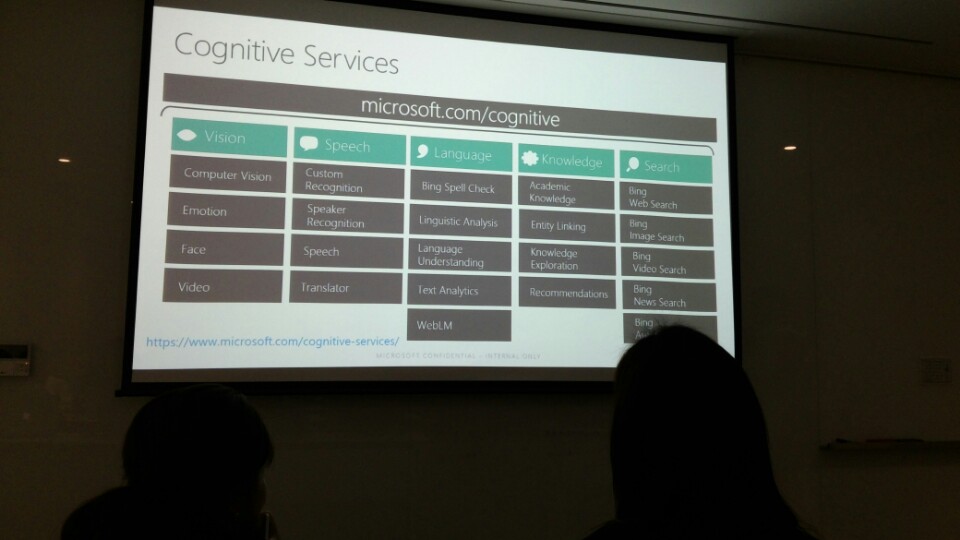 Cognitive Services
microsoft.com/cognitive
Vision
Computer Vision
Emotion
Face
Video
Speech
Custom
Recognition
Speaker
Recognition
Speech
Translator
Language
Bing Spell Check
Linguistic Analysis
Language
Understanding
Text Analytics
WebLM
Knowledge
Academic
Knowledge
Entity Linking
Knowledge
Exploration
Recommendations
Search
Bing
Web Search
Bing
Image Search
Bing
Video Search
Bing
News Search
Bing
https://www.microsoft.com/cognitive-services/
MICROSOFT CONFIDENTIAL – INTERNAL ONLY